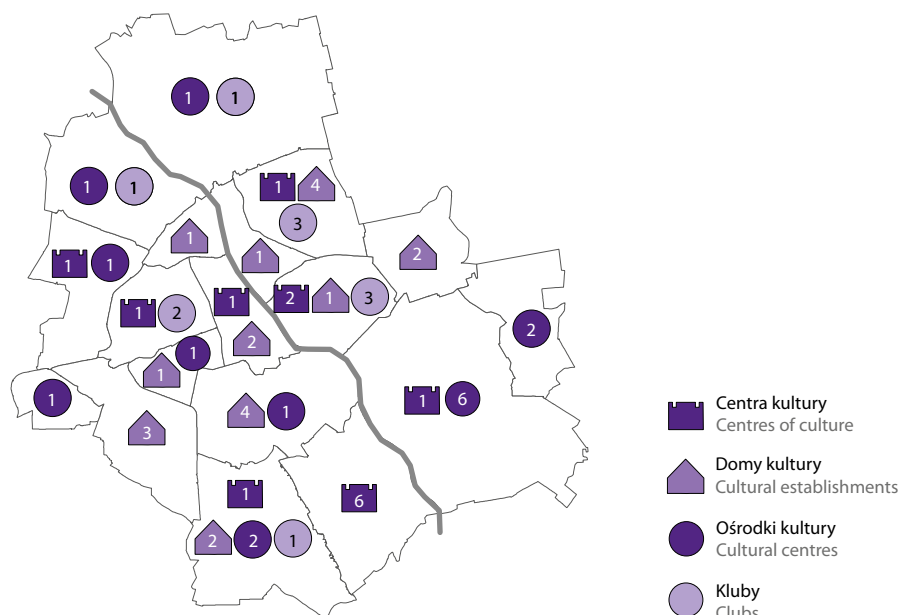 1 1
1 1
1 4
3
1
1
2
1 1
1 2
1
2 1 3
2
1
1
2
1
3
4 1
1 6
1
6
2 2 1
Centra kultury
Centres of culture
Domy kultury
Cultural establishments
Ośrodki kultury
Cultural centres
Kluby
Clubs